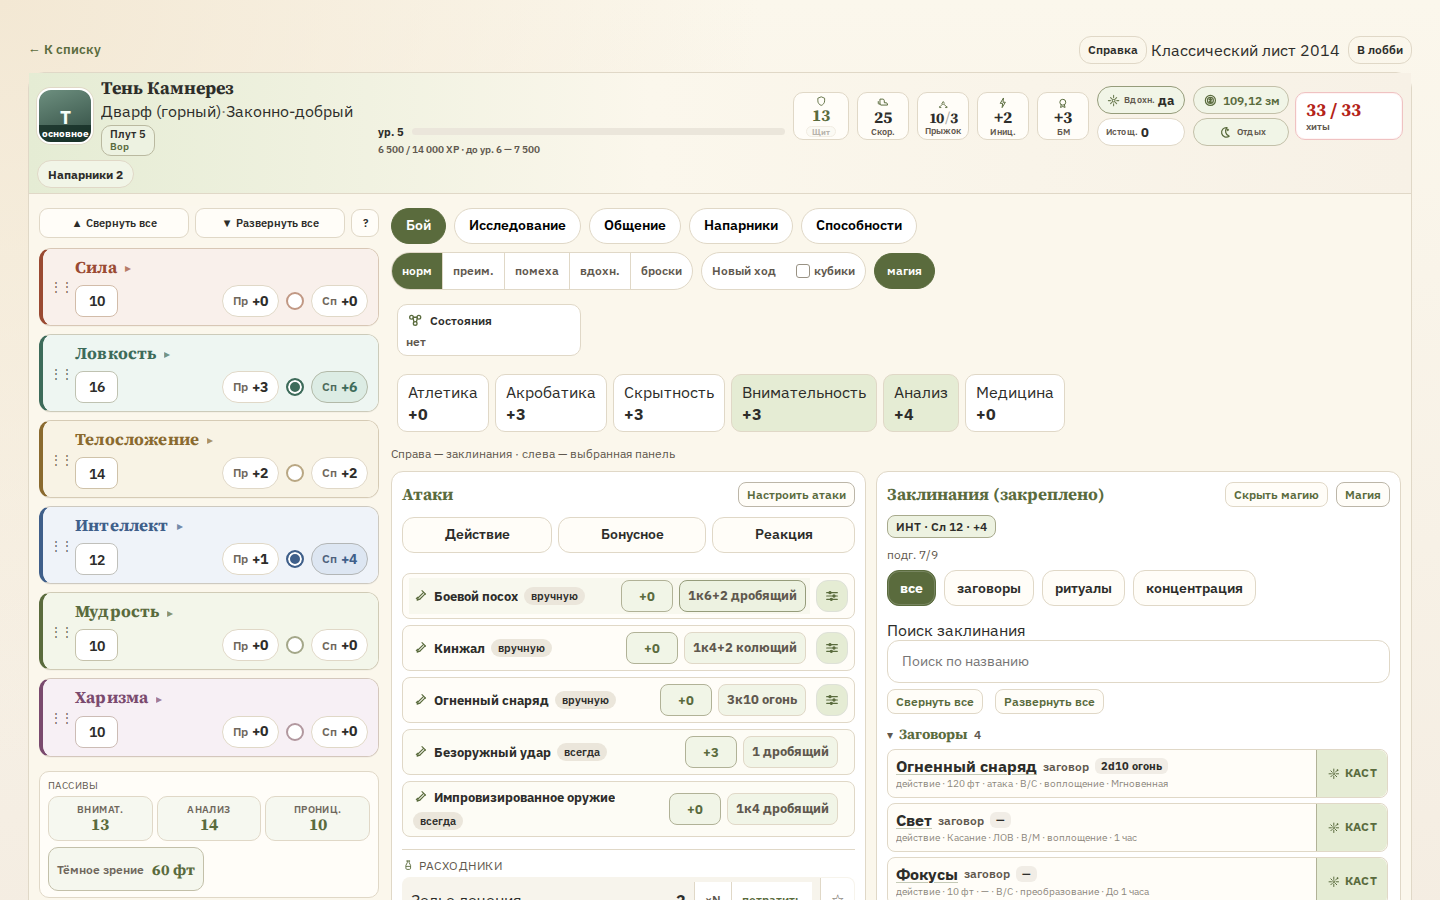 ← К списку
Справка
Классический лист 2014
В лобби
Т
основное
Тень Камнерез
Дварф (горный)·Законно-добрый
Плут 5
Вор
Напарники 2
ур. 5
6 500 / 14 000 XP · до ур. 6 — 7 500
13
Щит
25
Скор.
10/3
Прыжок
+2
Иниц.
+3
БМ
Вдохн. да
Истощ. 0
109,12 зм
Отдых
33 / 33
хиты
▲ Свернуть все
▼ Развернуть все
?
Сила ▸
10
Пр +0
Сп +0
Ловкость ▸
16
Пр +3
Сп +6
Телосложение ▸
14
Пр +2
Сп +2
Интеллект ▸
12
Пр +1
Сп +4
Мудрость ▸
10
Пр +0
Сп +0
Харизма ▸
10
Пр +0
Сп +0
ПАССИВЫ
ВНИМАТ.
13
АНАЛИЗ
14
ПРОНИЦ.
10
Тёмное зрение 60 фт
Бой
Исследование
Общение
Напарники
Способности
норм
преим.
помеха
вдохн.
броски
Новый ход
кубики
магия
Состояния
нет
Атлетика
+0
Акробатика
+3
Скрытность
+3
Внимательность
+3
Анализ
+4
Медицина
+0
Справа — заклинания · слева — выбранная панель
Атаки
Настроить атаки
Действие
Бонусное
Реакция
Боевой посох вручную +0 1к6+2 дробящий
Кинжал вручную +0 1к4+2 колющий
Огненный снаряд вручную +0 3к10 огонь
Безоружный удар всегда +3 1 дробящий
Импровизированное оружие
всегда
+0 1к4 дробящий
РАСХОДНИКИ
Зелье лечения 2 ×N потратить ☆
Заклинания (закреплено)
Скрыть магию
Магия
ИНТ · Сл 12 · +4
подг. 7/9
все
заговоры
ритуалы
концентрация
Поиск заклинания
Поиск по названию
Свернуть все
Развернуть все
▾ Заговоры 4
Огненный снаряд заговор 2d10 огонь
действие · 120 фт · атака · В/С · воплощение · Мгновенная
КАСТ
Свет заговор —
действие · Касание · ЛОВ · В/М · воплощение · 1 час
КАСТ
Фокусы заговор —
действие · 10 фт · — · В/С · преобразование · До 1 часа
КАСТ